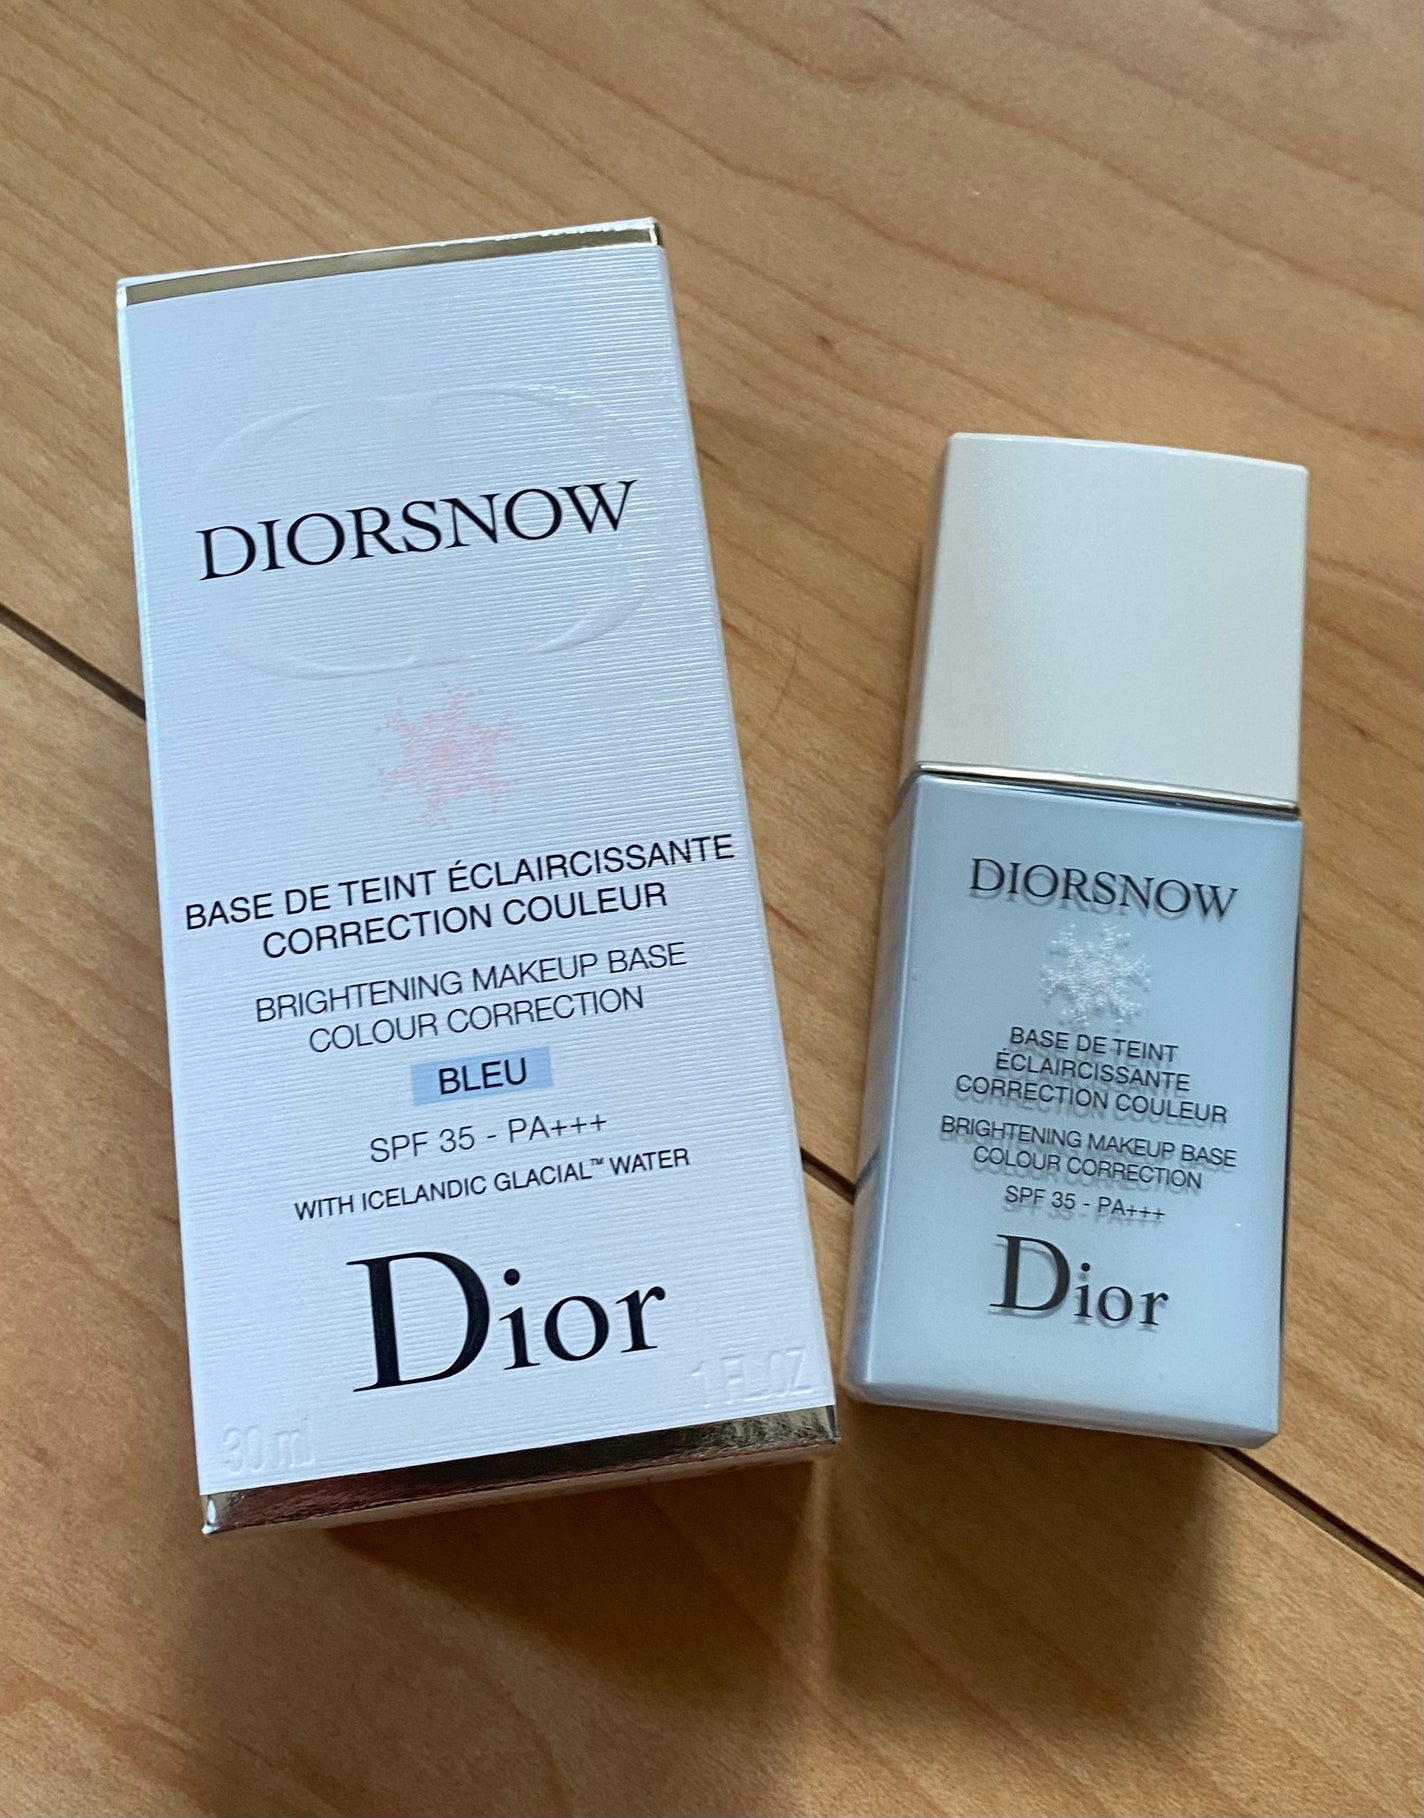 DIORSNOW
BASE DE TEINT ÉCLAIRCISSANTE
CORRECTION COULEUR
BRIGHTENING MAKEUP BASE
COLOUR CORRECTION
BLEU
SPF 35 - PA+++
WITH ICELANDIC GLACIAL™ WATER
Dior
30 ml
1 FL.OZ
DIORSNOW
BASE DE TEINT
ÉCLAIRCISSANTE
CORRECTION COULEUR
BRIGHTENING MAKEUP BASE
COLOUR CORRECTION
SPF 35 - PA+++
Dior